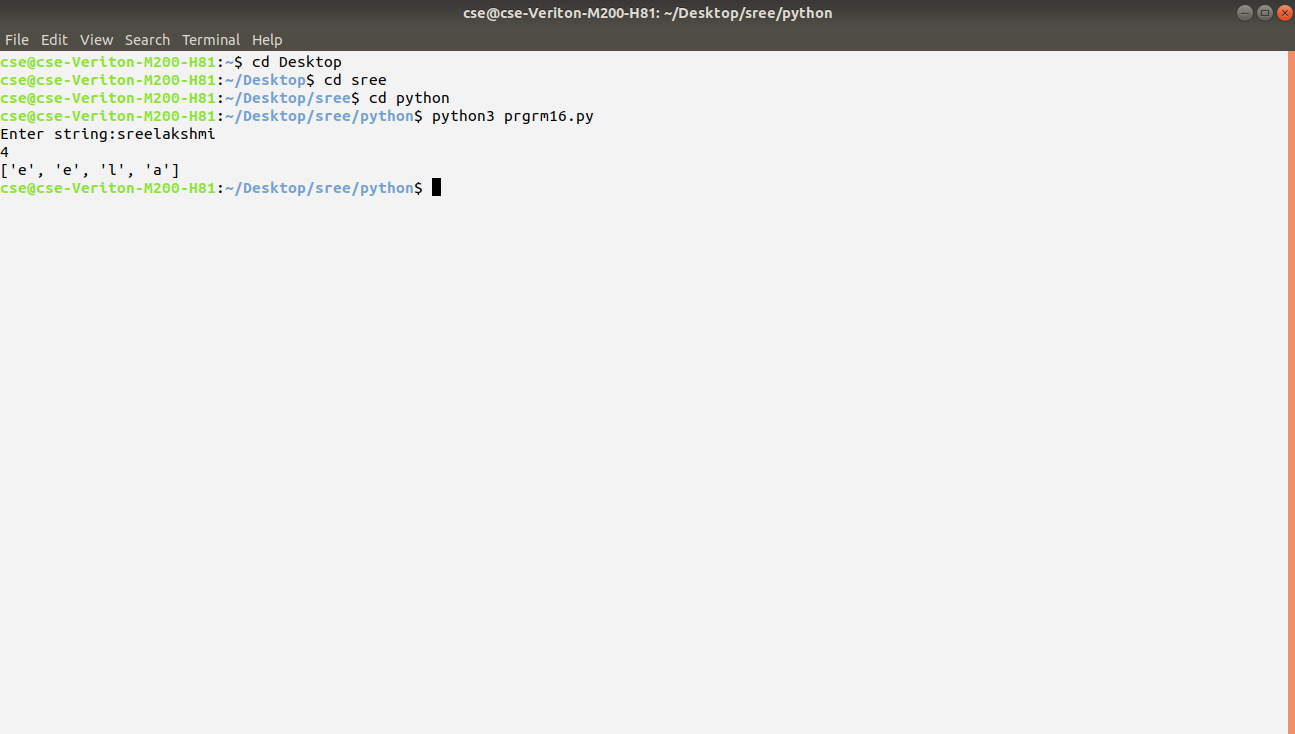 cse@cse-Veriton-M200-H81: ~/Desktop/sree/python
File Edit View Search Terminal Help
cse@cse-Veriton-M200-H81:~$ cd Desktop
cse@cse-Veriton-M200-H81:~/Desktop$ cd sree
cse@cse-Veriton-M200-H81:~/Desktop/sree$ cd python
cse@cse-Veriton-M200-H81:~/Desktop/sree/python$ python3 prgrm16.py
Enter string:sreelakshmi
4
['e', 'e', 'l', 'a']
cse@cse-Veriton-M200-H81:~/Desktop/sree/python$